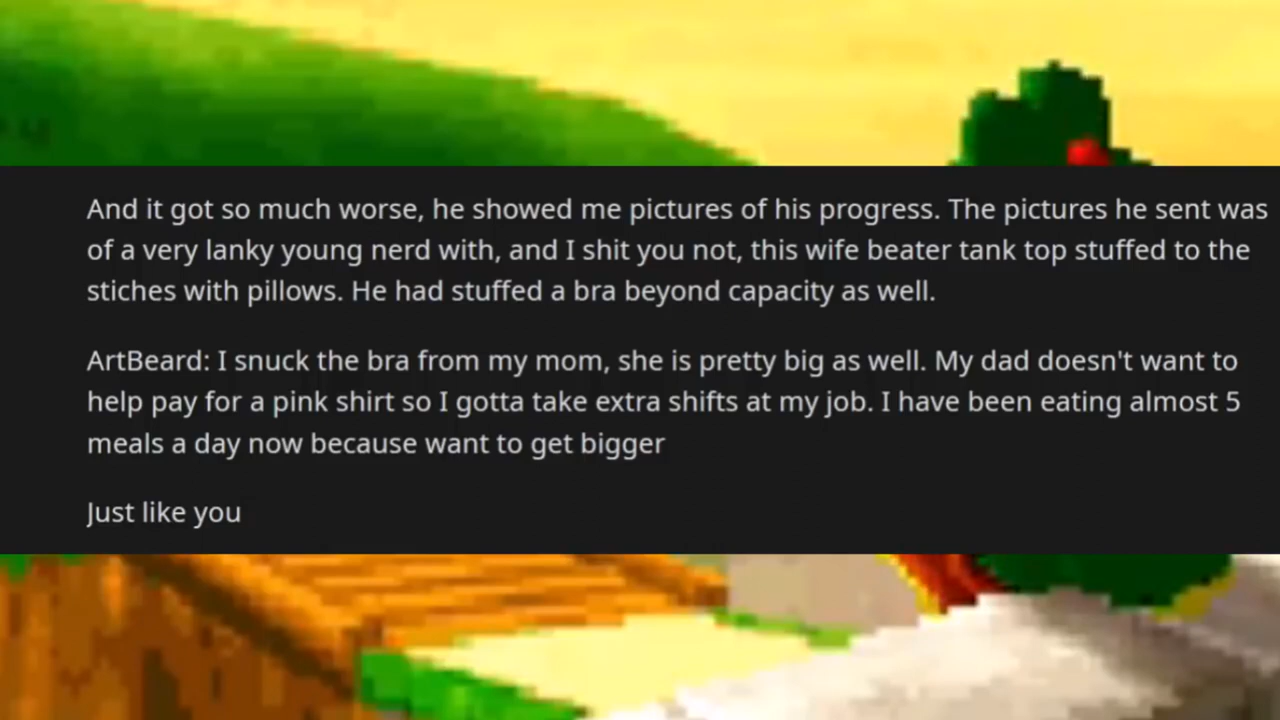 And it got so much worse, he showed me pictures of his progress. The pictures he sent was
of a very lanky young nerd with, and I shit you not, this wife beater tank top stuffed to the
stiches with pillows. He had stuffed a bra beyond capacity as well.
ArtBeard: I snuck the bra from my mom, she is pretty big as well. My dad doesn't want to
help pay for a pink shirt so I gotta take extra shifts at my job. I have been eating almost 5
meals a day now because want to get bigger
Just like you